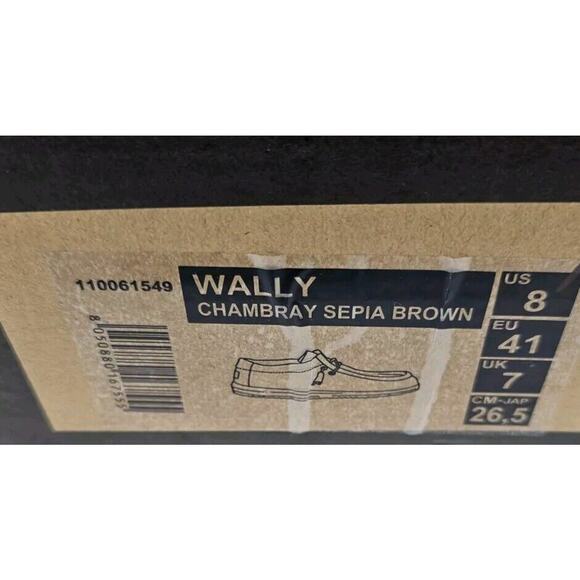 110061549
WALLY
CHAMBRAY SEPIA BROWN
US
8
EU
41
UK
7
CM-JAP
26,5